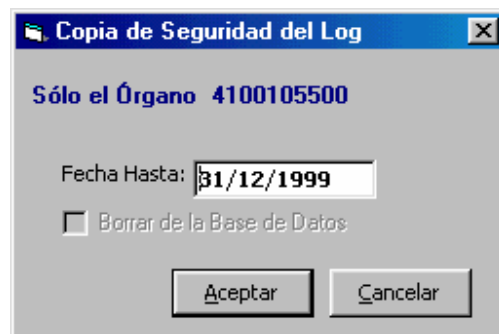 Copia de Seguridad del Log
Sólo el Órgano 4100105500
Fecha Hasta: 31/12/1999
Borrar de la Base de Datos
Aceptar Cancelar